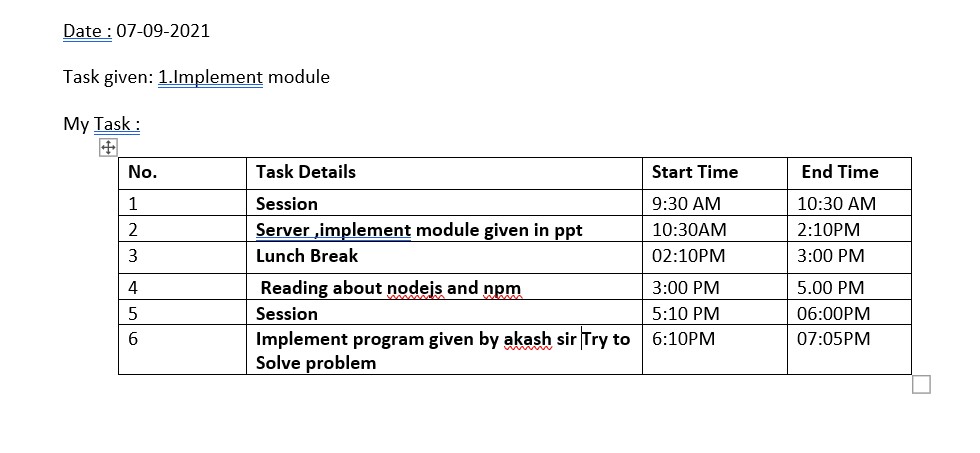 Date : 07-09-2021
Task given: 1.Implement module
My Task :
No. Task Details Start Time End Time
1 Session 9:30 AM 10:30 AM
2 Server ,implement module given in ppt 10:30AM 2:10PM
3 Lunch Break 02:10PM 3:00 PM
4 Reading about nodejs and npm 3:00 PM 5.00 PM
5 Session 5:10 PM 06:00PM
6 Implement program given by akash sir Try to 6:10PM 07:05PM
Solve problem